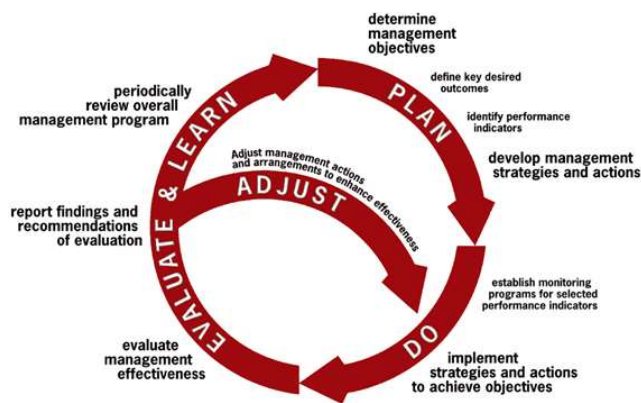 determine
management
objectives
define key desired
outcomes
identify performance
indicators
develop management
strategies and actions
PLAN
establish monitoring
programs for selected
performance indicators
DO
implement
strategies and actions
to achieve objectives
evaluate
management
effectiveness
report findings and
recommendations
of evaluation
periodically
review overall
management program
EVALUATE & LEARN
Adjust management actions
and arrangements to enhance effectiveness
ADJUST